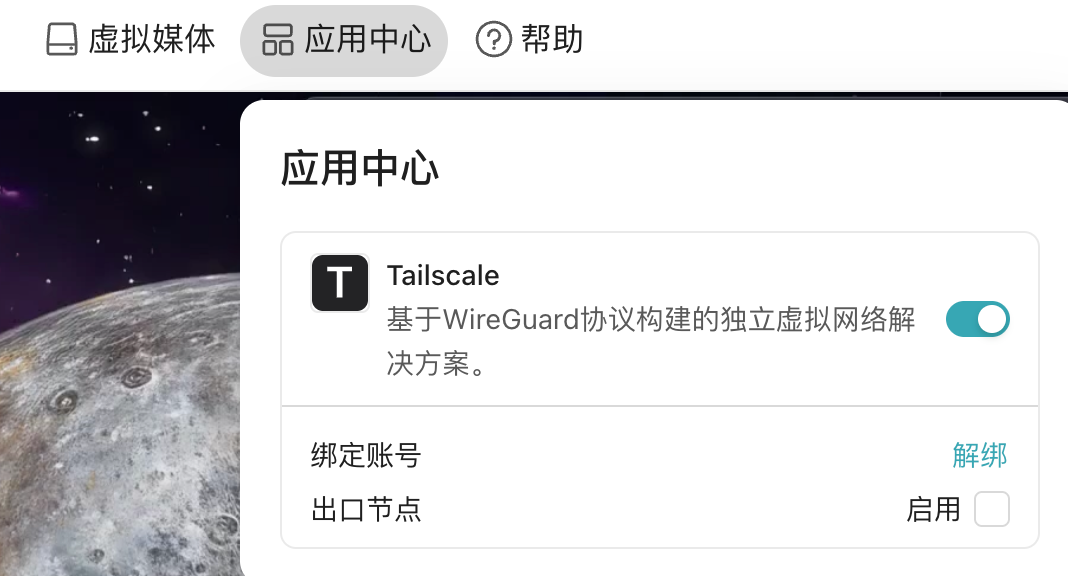 虚拟媒体 应用中心 帮助
应用中心
T
Tailscale
基于WireGuard协议构建的独立虚拟网络解
决方案。
绑定账号 解绑
出口节点 启用